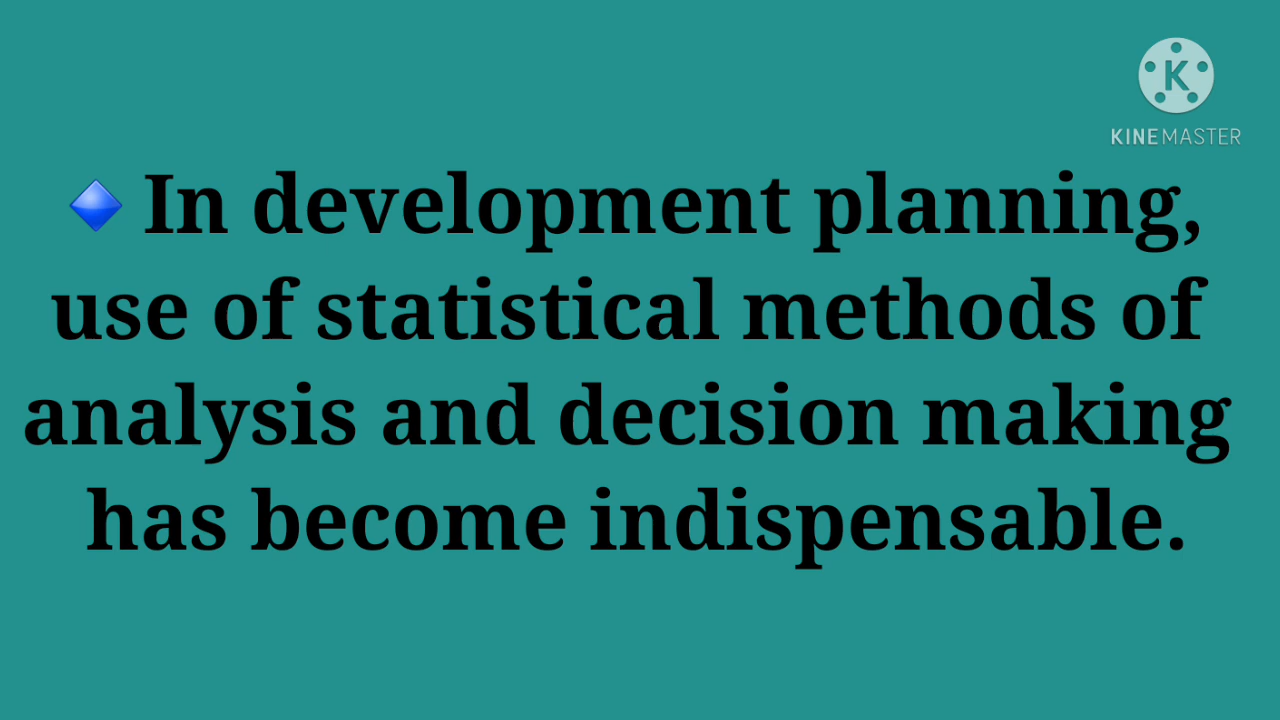 KINEMASTER
🔹 In development planning,
use of statistical methods of
analysis and decision making
has become indispensable.